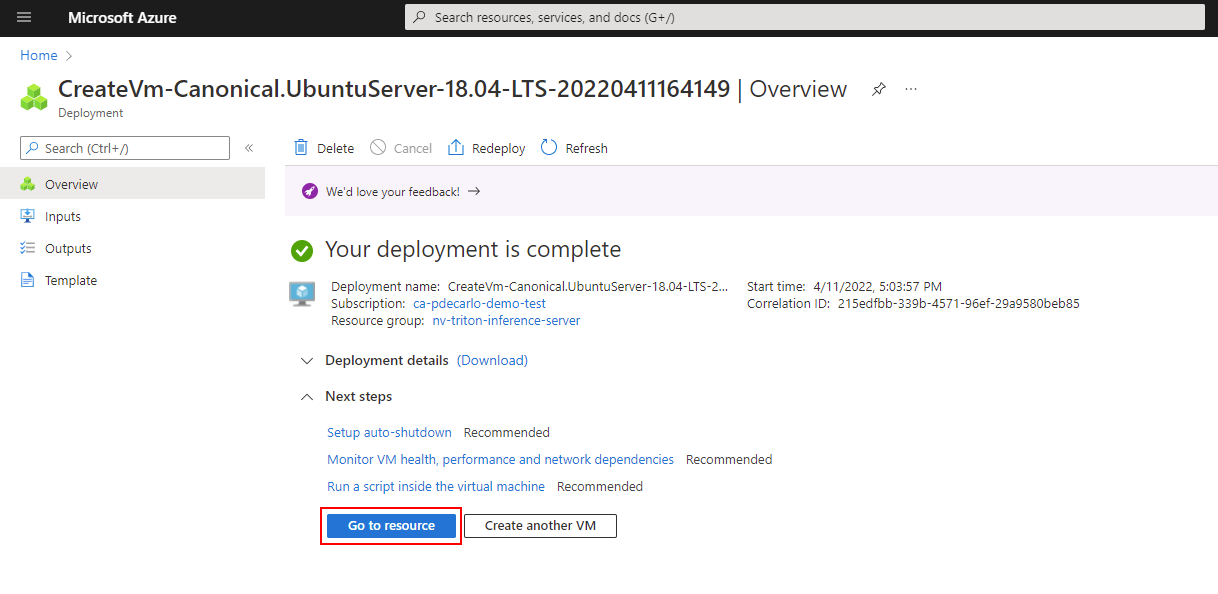 Microsoft Azure
Search resources, services, and docs (G+/)
Home
CreateVm-Canonical.UbuntuServer-18.04-LTS-20220411164149 | Overview
Deployment
Search (Ctrl+/)
Delete
Cancel
Redeploy
Refresh
Overview
Inputs
Outputs
Template
We'd love your feedback!
Your deployment is complete
Deployment name: CreateVm-Canonical.UbuntuServer-18.04-LTS-2...
Subscription: ca-pdecarlo-demo-test
Resource group: nv-triton-inference-server
Start time: 4/11/2022, 5:03:57 PM
Correlation ID: 215edfbb-339b-4571-96ef-29a9580beb85
Deployment details (Download)
Next steps
Setup auto-shutdown Recommended
Monitor VM health, performance and network dependencies Recommended
Run a script inside the virtual machine Recommended
Go to resource
Create another VM